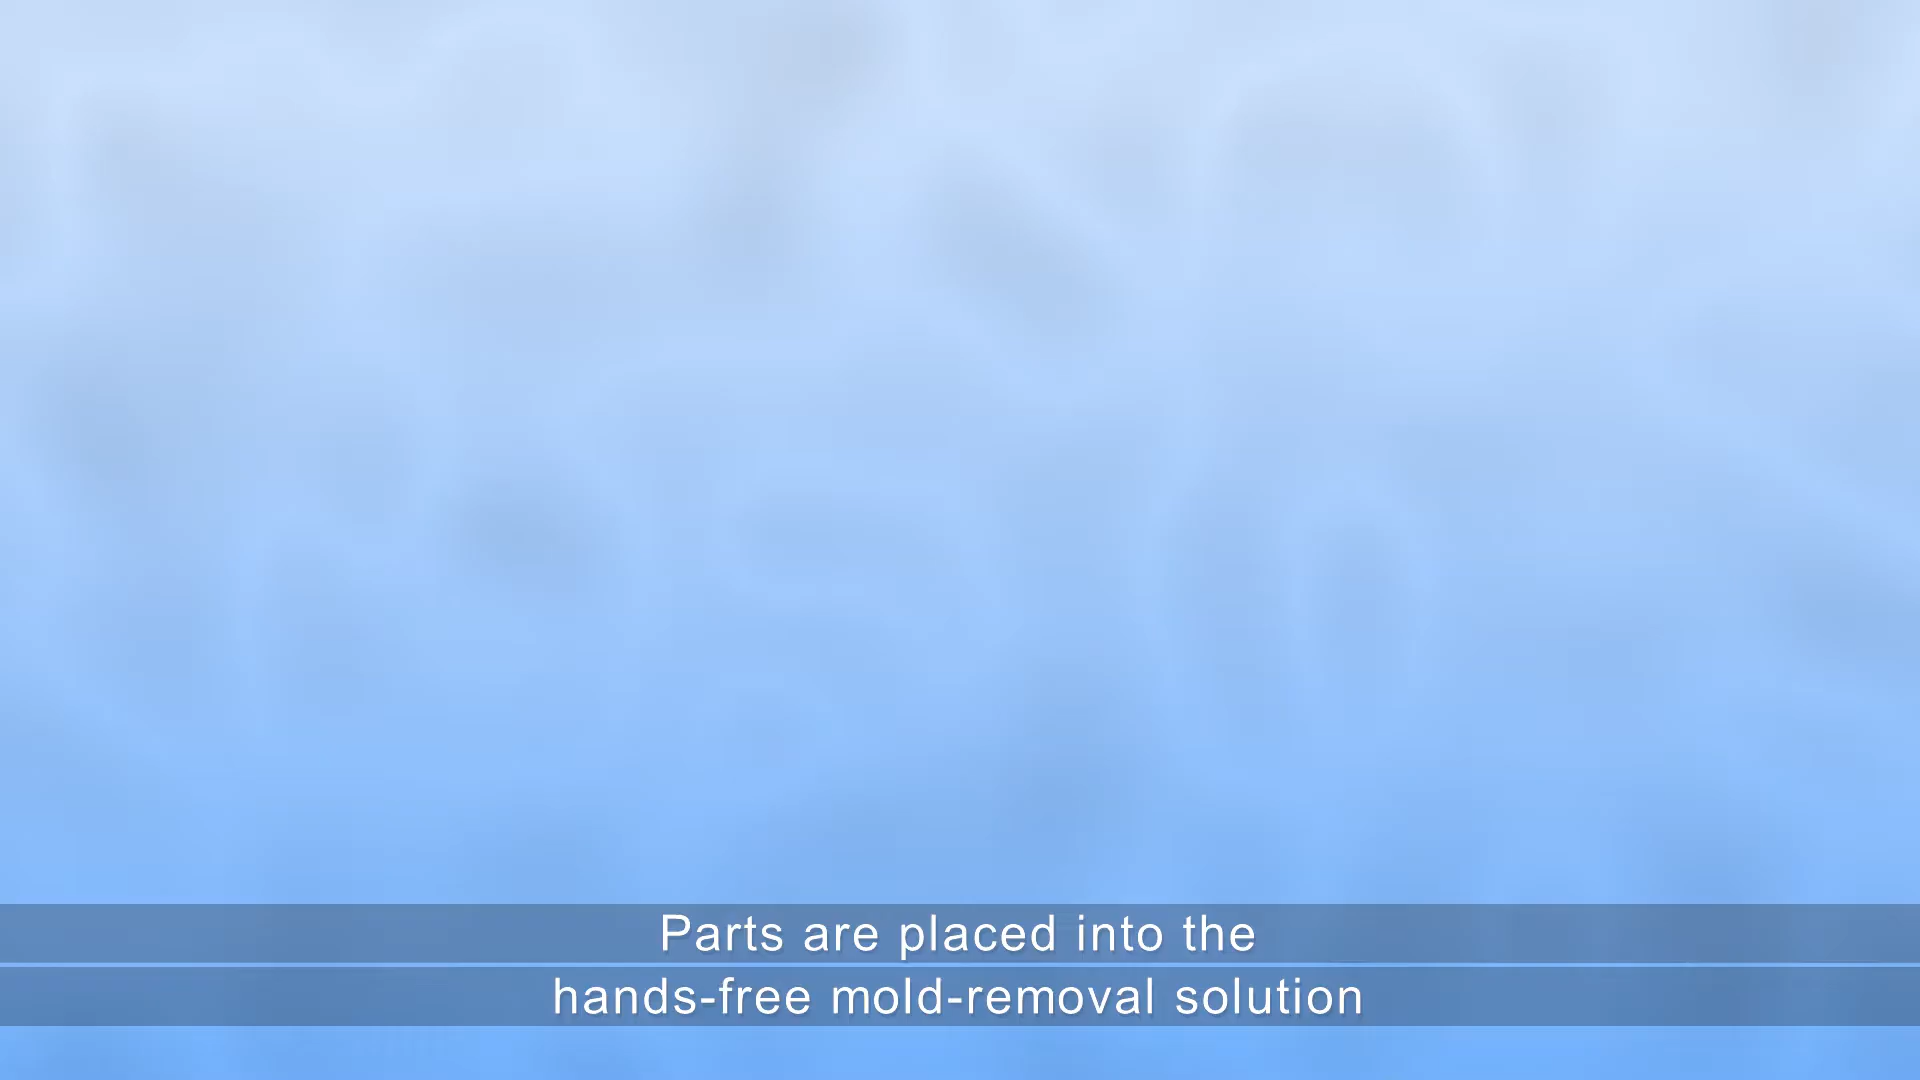 Parts are placed into the
hands-free mold-removal solution